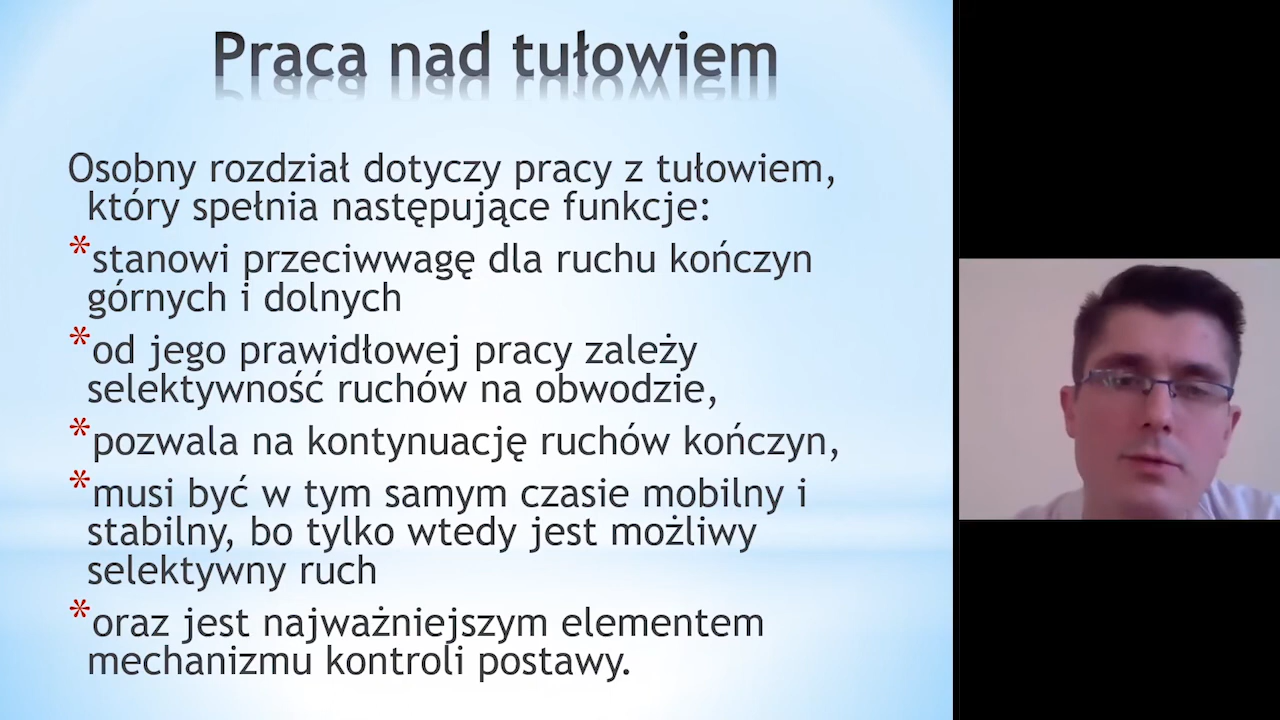 Praca nad tułowiem
Osobny rozdział dotyczy pracy z tułowiem,
który spełnia następujące funkcje:
*stanowi przeciwwagę dla ruchu kończyn
górnych i dolnych
*od jego prawidłowej pracy zależy
selektywność ruchów na obwodzie,
*pozwala na kontynuację ruchów kończyn,
*musi być w tym samym czasie mobilny i
stabilny, bo tylko wtedy jest możliwy
selektywny ruch
*oraz jest najważniejszym elementem
mechanizmu kontroli postawy.